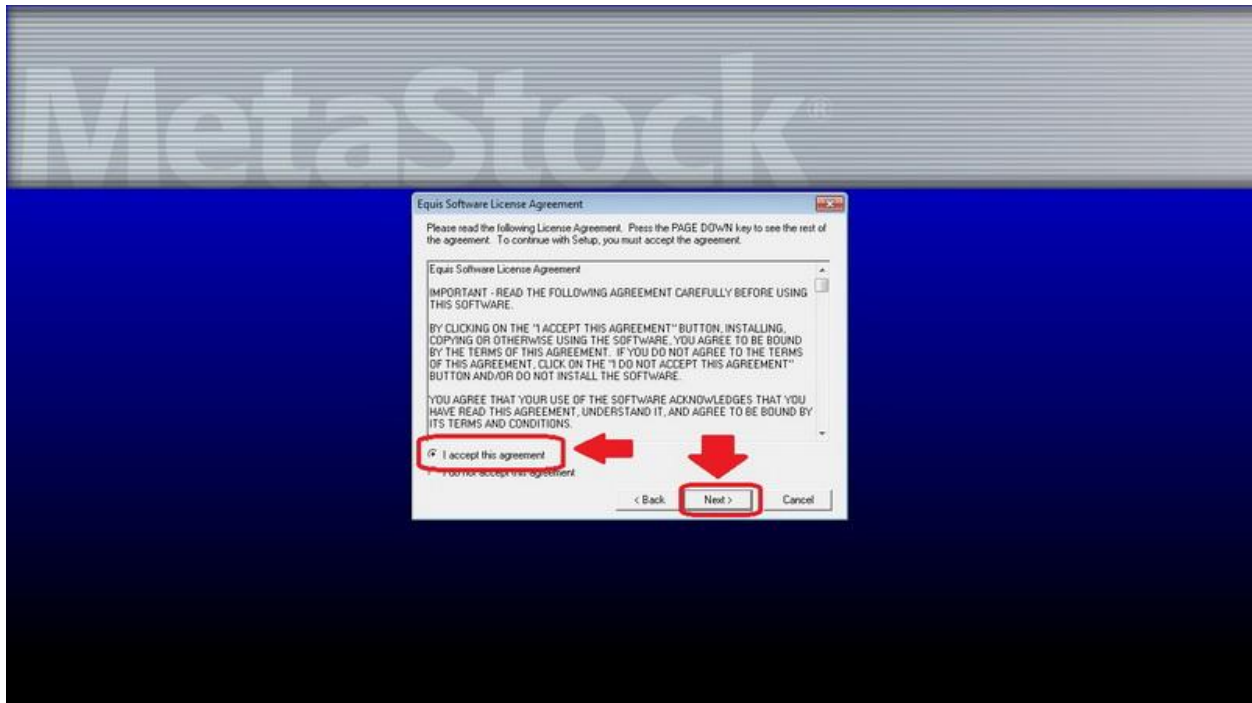 MetaStock®
Equis Software License Agreement
Please read the following License Agreement. Press the PAGE DOWN key to see the rest of
the agreement. To continue with Setup, you must accept the agreement.
Equis Software License Agreement
IMPORTANT - READ THE FOLLOWING AGREEMENT CAREFULLY BEFORE USING
THIS SOFTWARE.
BY CLICKING ON THE "I ACCEPT THIS AGREEMENT" BUTTON, INSTALLING,
COPYING OR OTHERWISE USING THE SOFTWARE, YOU AGREE TO BE BOUND
BY THE TERMS OF THIS AGREEMENT. IF YOU DO NOT AGREE TO THE TERMS
OF THIS AGREEMENT, CLICK ON THE "I DO NOT ACCEPT THIS AGREEMENT"
BUTTON AND/OR DO NOT INSTALL THE SOFTWARE.
YOU AGREE THAT YOUR USE OF THE SOFTWARE ACKNOWLEDGES THAT YOU
HAVE READ THIS AGREEMENT, UNDERSTAND IT, AND AGREE TO BE BOUND BY
ITS TERMS AND CONDITIONS.
I accept this agreement
I do not accept this agreement
< Back Next > Cancel